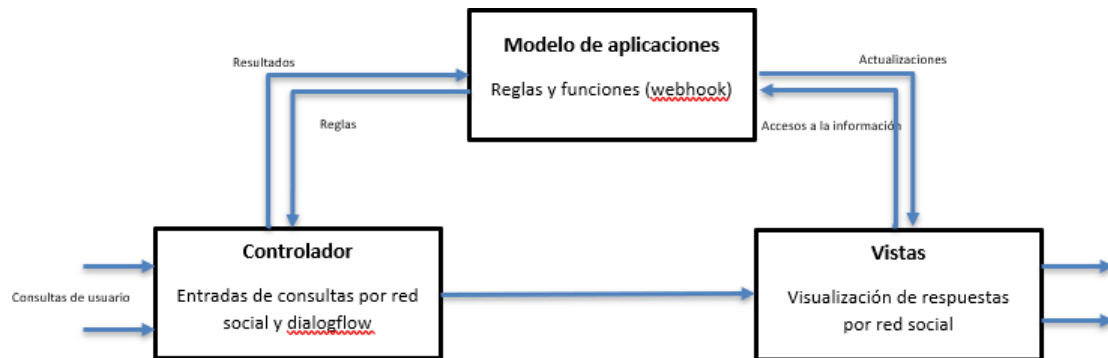 Modelo de aplicaciones
Reglas y funciones (webhook)
Resultados
Reglas
Actualizaciones
Accesos a la información
Controlador
Entradas de consultas por red
social y dialogflow
Consultas de usuario
Vistas
Visualización de respuestas
por red social